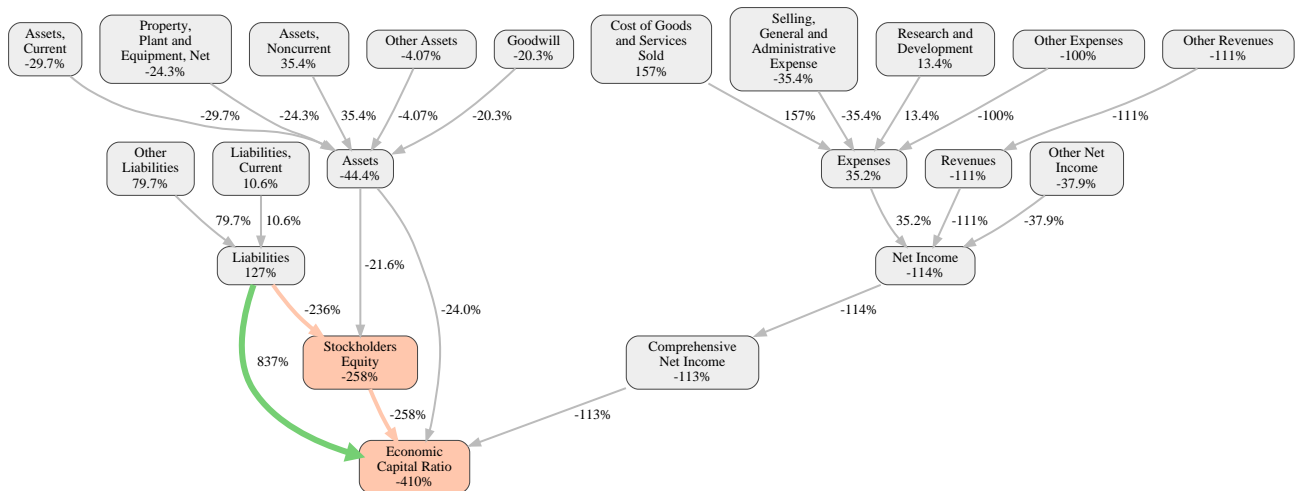 Assets,
Current
-29.7%
Property,
Plant and
Equipment, Net
-24.3%
Assets,
Noncurrent
35.4%
Other Assets
-4.07%
Goodwill
-20.3%
Cost of Goods
and Services
Sold
157%
Selling,
General and
Administrative
Expense
-35.4%
Research and
Development
13.4%
Other Expenses
-100%
Other Revenues
-111%
-29.7%
-24.3%
35.4%
-4.07%
-20.3%
157%
-35.4%
13.4%
-100%
-111%
Other
Liabilities
79.7%
Liabilities,
Current
10.6%
Assets
-44.4%
Expenses
35.2%
Revenues
-111%
Other Net
Income
-37.9%
79.7%
10.6%
35.2%
-111%
-37.9%
Liabilities
127%
-21.6%
Net Income
-114%
-236%
-24.0%
-114%
837%
Stockholders
Equity
-258%
Comprehensive
Net Income
-113%
-258%
-113%
Economic
Capital Ratio
-410%